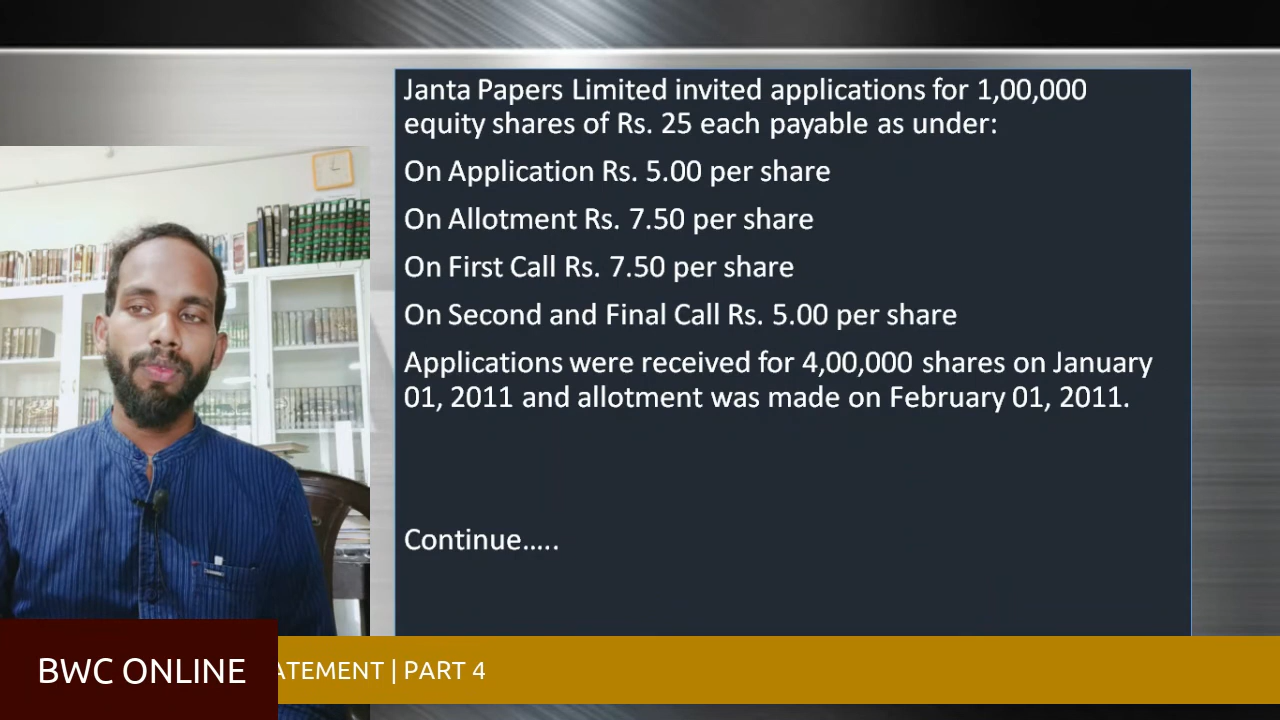 Janta Papers Limited invited applications for 1,00,000
equity shares of Rs. 25 each payable as under:
On Application Rs. 5.00 per share
On Allotment Rs. 7.50 per share
On First Call Rs. 7.50 per share
On Second and Final Call Rs. 5.00 per share
Applications were received for 4,00,000 shares on January
01, 2011 and allotment was made on February 01, 2011.
Continue.....
BWC ONLINE
ATEMENT | PART 4